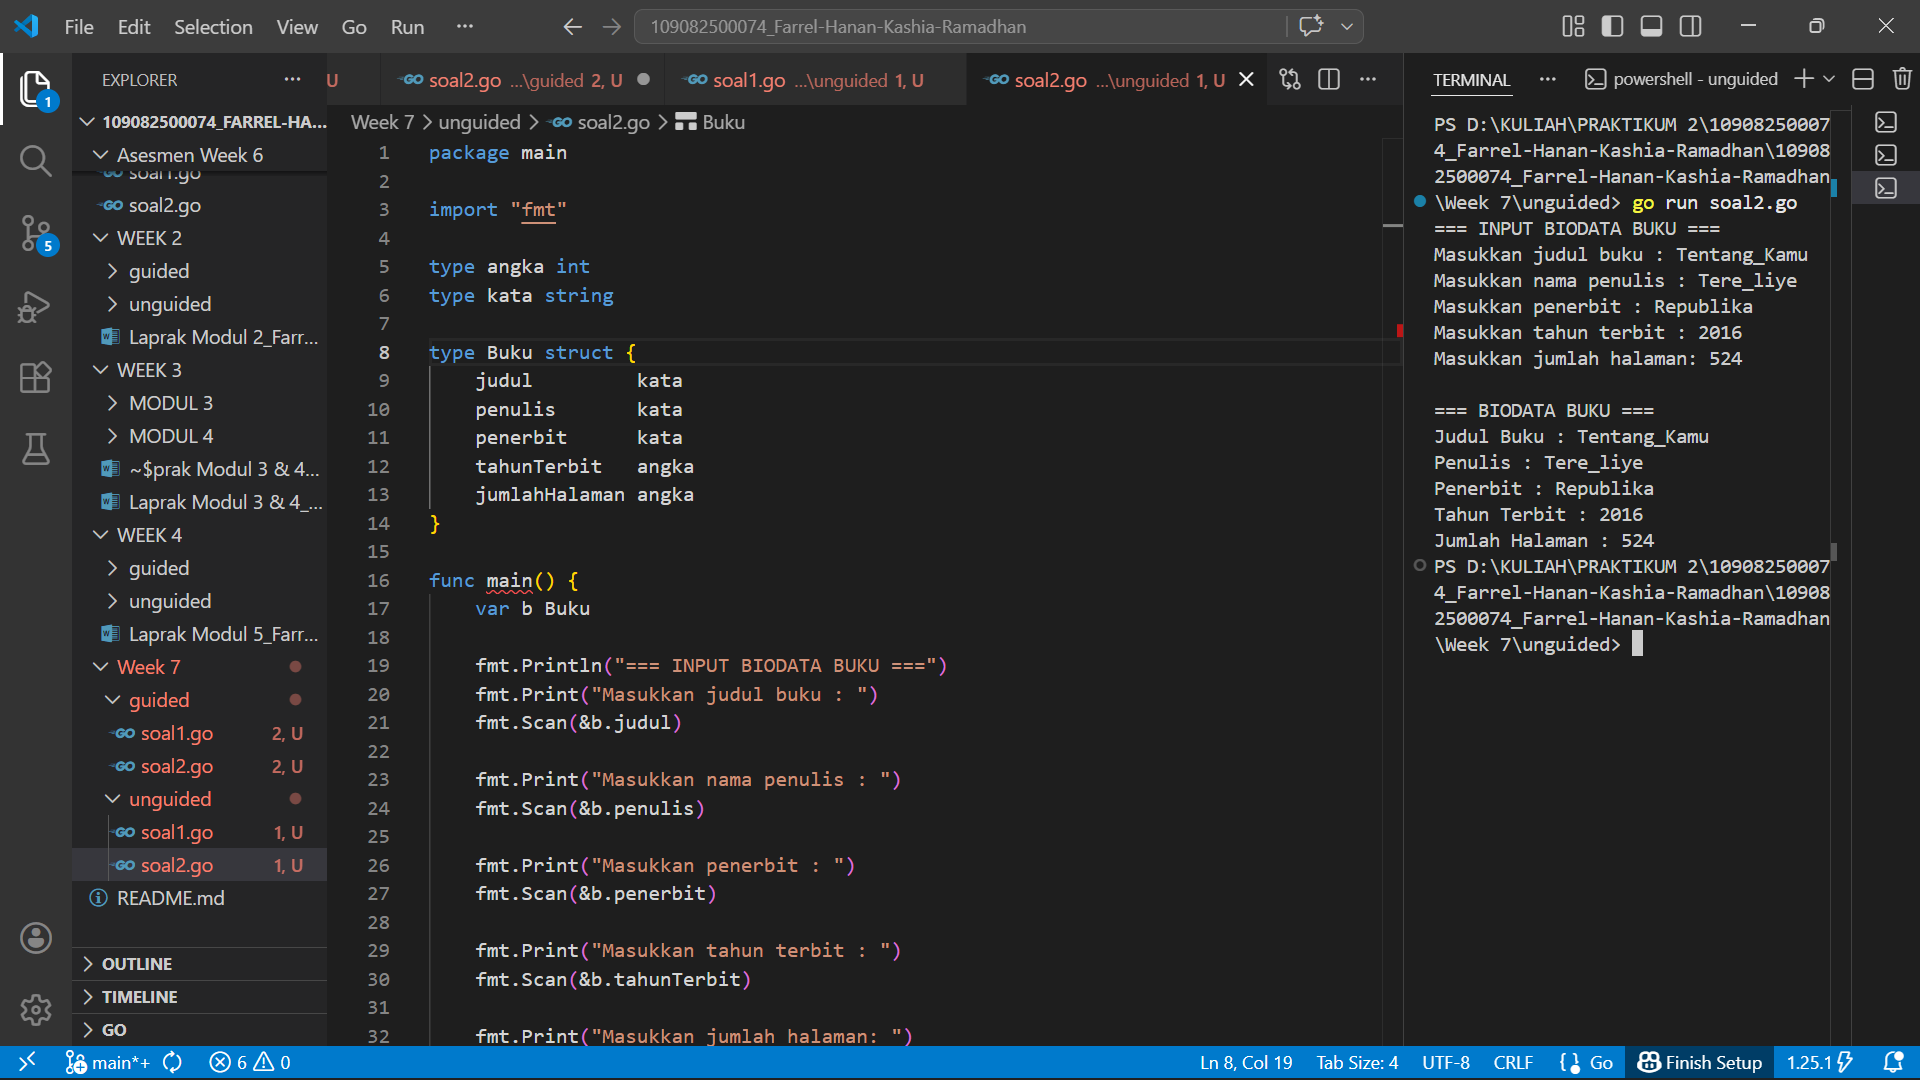 File Edit Selection View Go Run ···
109082500074_Farrel-Hanan-Kashia-Ramadhan
EXPLORER ···
1
5
109082500074_FARREL-HA...
Asesmen Week 6
soal1.go
soal2.go
WEEK 2
guided
unguided
Laprak Modul 2_Farr...
WEEK 3
MODUL 3
MODUL 4
~$prak Modul 3 & 4...
Laprak Modul 3 & 4_...
WEEK 4
guided
unguided
Laprak Modul 5_Farr...
Week 7
guided
soal1.go 2, U
soal2.go 2, U
unguided
soal1.go 1, U
soal2.go 1, U
README.md
OUTLINE
TIMELINE
GO
U
GO soal2.go ...\guided 2, U
GO soal1.go ...\unguided 1, U
GO soal2.go ...\unguided 1, U
···
Week 7 > unguided > GO soal2.go > Buku
1 package main
2
3 import "fmt"
4
5 type angka int
6 type kata string
7
8 type Buku struct {
9 judul kata
10 penulis kata
11 penerbit kata
12 tahunTerbit angka
13 jumlahHalaman angka
14 }
15
16 func main() {
17 var b Buku
18
19 fmt.Println("=== INPUT BIODATA BUKU ===")
20 fmt.Print("Masukkan judul buku : ")
21 fmt.Scan(&b.judul)
22
23 fmt.Print("Masukkan nama penulis : ")
24 fmt.Scan(&b.penulis)
25
26 fmt.Print("Masukkan penerbit : ")
27 fmt.Scan(&b.penerbit)
28
29 fmt.Print("Masukkan tahun terbit : ")
30 fmt.Scan(&b.tahunTerbit)
31
32 fmt.Print("Masukkan jumlah halaman: ")
TERMINAL ··· powershell - unguided
PS D:\KULIAH\PRAKTIKUM 2\10908250007
4_Farrel-Hanan-Kashia-Ramadhan\10908
2500074_Farrel-Hanan-Kashia-Ramadhan
\Week 7\unguided> go run soal2.go
=== INPUT BIODATA BUKU ===
Masukkan judul buku : Tentang_Kamu
Masukkan nama penulis : Tere_liye
Masukkan penerbit : Republika
Masukkan tahun terbit : 2016
Masukkan jumlah halaman: 524
=== BIODATA BUKU ===
Judul Buku : Tentang_Kamu
Penulis : Tere_liye
Penerbit : Republika
Tahun Terbit : 2016
Jumlah Halaman : 524
PS D:\KULIAH\PRAKTIKUM 2\10908250007
4_Farrel-Hanan-Kashia-Ramadhan\10908
2500074_Farrel-Hanan-Kashia-Ramadhan
\Week 7\unguided>
main*+ 6 0
Ln 8, Col 19 Tab Size: 4 UTF-8 CRLF {} Go Finish Setup 1.25.1